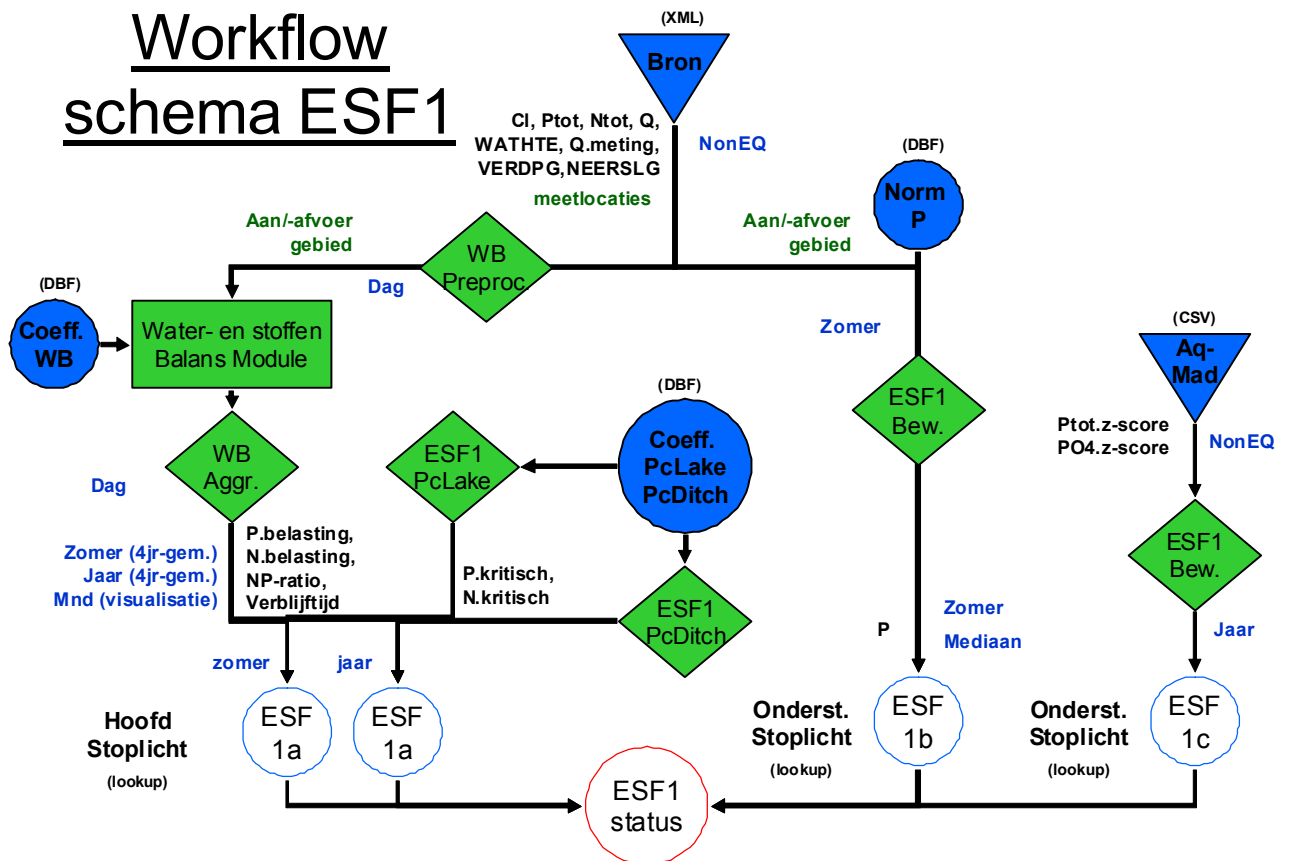 Workflow
schema ESF1
(XML)
Bron
Cl, Ptot, Ntot, Q,
WATHTE, Q.meting,
VERDPG,NEERSLG
NonEQ
meetlocaties
(DBF)
Norm
P
Aan/-afvoer
gebied
WB
Preproc.
Aan/-afvoer
gebied
Dag
(DBF)
Coeff.
WB
Water- en stoffen
Balans Module
Zomer
(CSV)
Aq-
Mad
(DBF)
Coeff.
PcLake
PcDitch
ESF1
Bew.
Ptot.z-score
PO4.z-score
NonEQ
WB
Aggr.
ESF1
PcLake
Dag
Zomer (4jr-gem.)
Jaar (4jr-gem.)
Mnd (visualisatie)
P.belasting,
N.belasting,
NP-ratio,
Verblijftijd
P.kritisch,
N.kritisch
ESF1
PcDitch
ESF1
Bew.
P
Zomer
Mediaan
Jaar
zomer
jaar
Hoofd
Stoplicht
(lookup)
ESF
1a
ESF
1a
Onderst.
Stoplicht
(lookup)
ESF
1b
Onderst.
Stoplicht
(lookup)
ESF
1c
ESF1
status